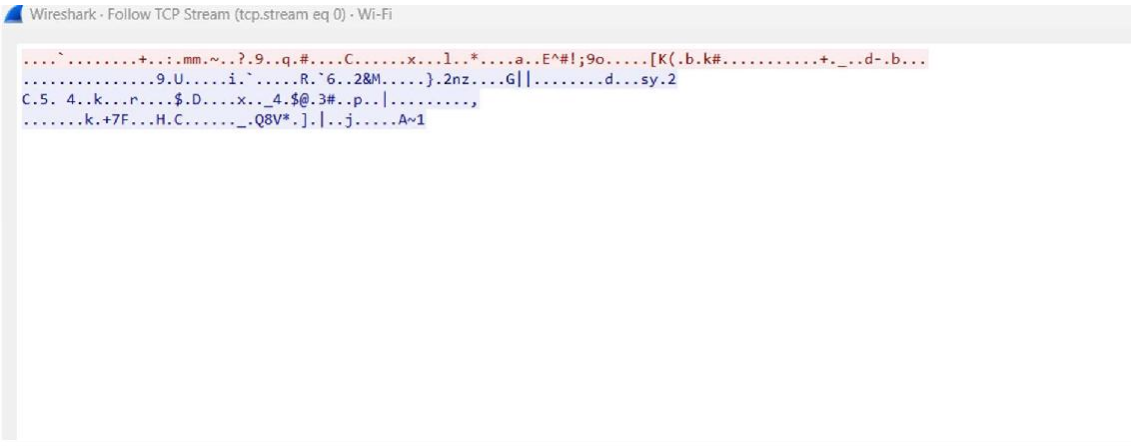 Wireshark · Follow TCP Stream (tcp.stream eq 0) · Wi-Fi
....`........+..:.mm.~..?.9..q.#....C......x...l..*....a..E^#!;9o.....[K(.b.k#...........+._..d-.b...
...............9.U.....i.`.....R.`6..2&M.....}.2nz....G||........d...sy.2
C.5. 4..k...r....$.D....x.._4.$@.3#..p..|.........,
.......k.+7F...H.C......_.Q8V*.].|..j.....A~1